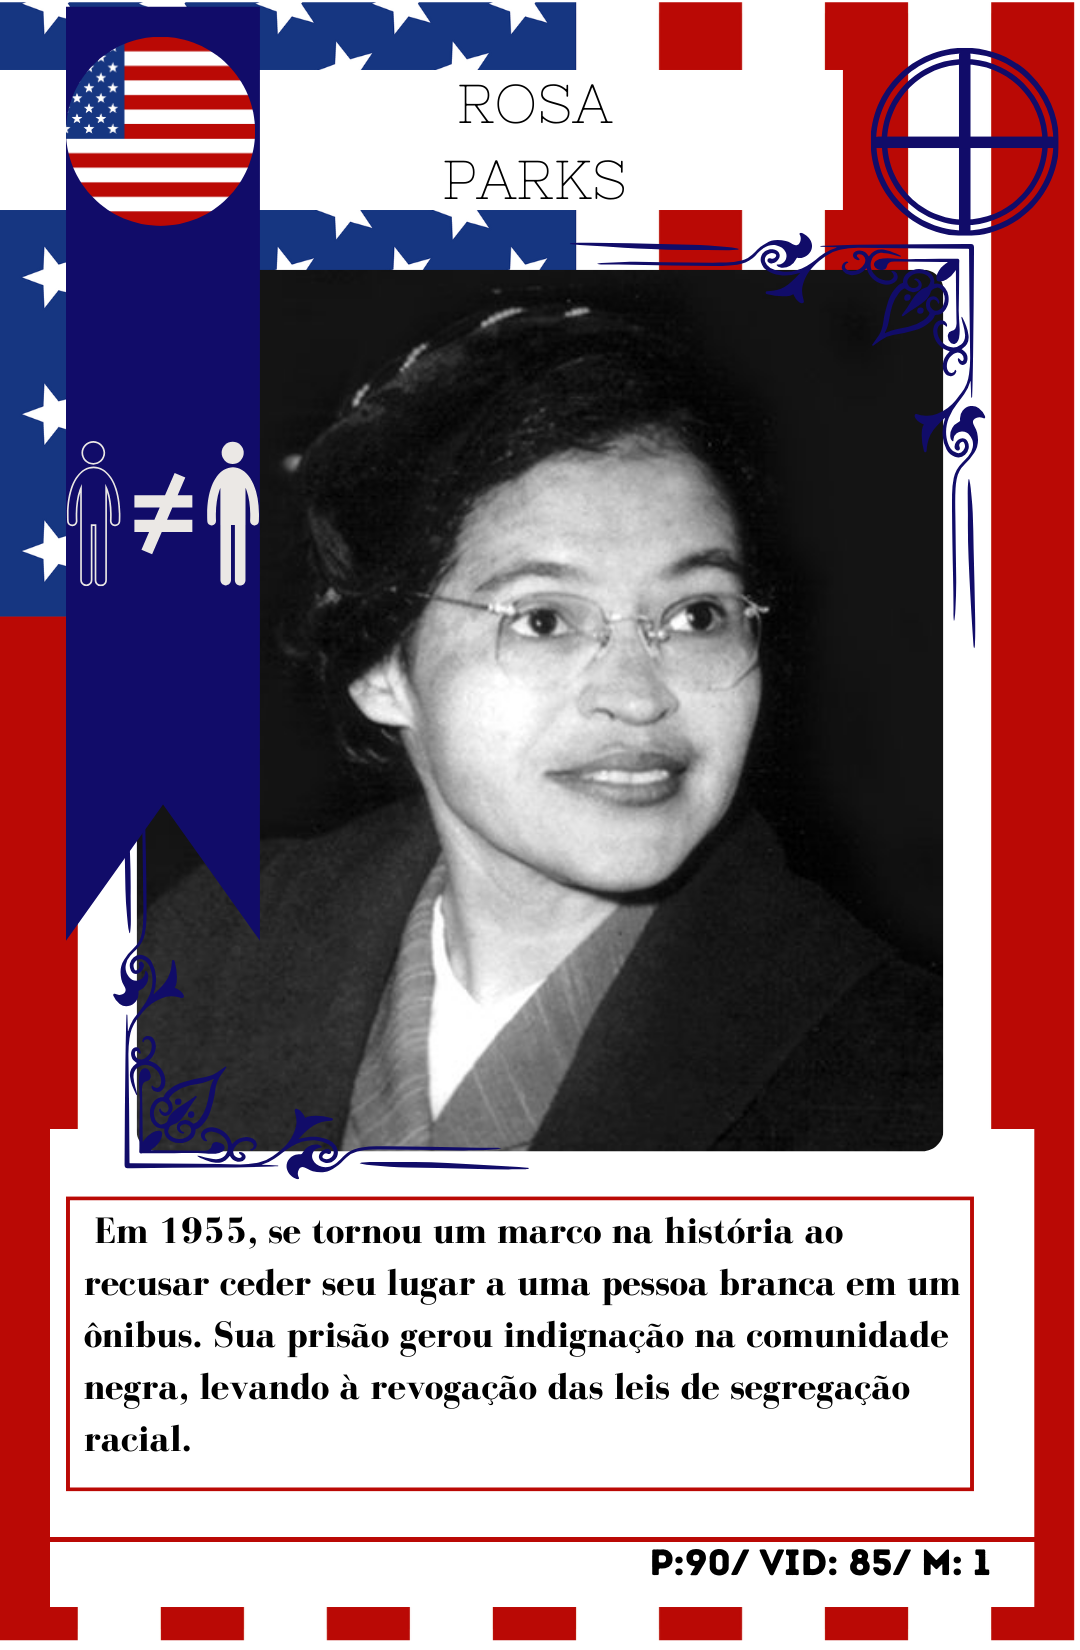 ROSA
PARKS
Em 1955, se tornou um marco na história ao
recusar ceder seu lugar a uma pessoa branca em um
ônibus. Sua prisão gerou indignação na comunidade
negra, levando à revogação das leis de segregação
racial.
P:90/ VID: 85/ M: 1